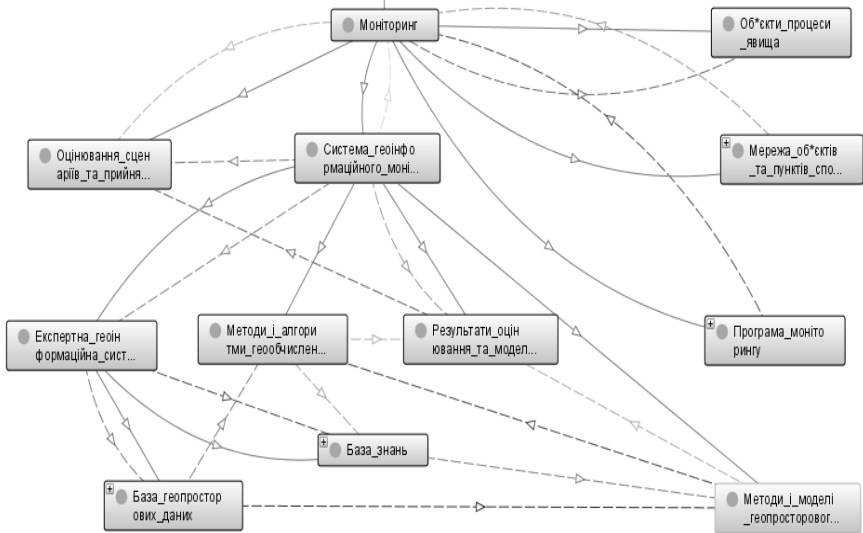 Моніторинг
Об*єкти_процеси
_явища
Оцінювання_сцен
аріїв_та_прийня...
Система_геоінфо
рмаційного_моні...
Мережа_об*єктів
_та_пунктів_спо...
Експертна_геоін
формаційна_сист...
Методи_і_алгори
тми_геообчислен...
Результати_оцін
ювання_та_модел...
Програма_моніто
рингу
База_знань
База_геопростор
ових_даних
Методи_і_моделі
_геопросторовог...